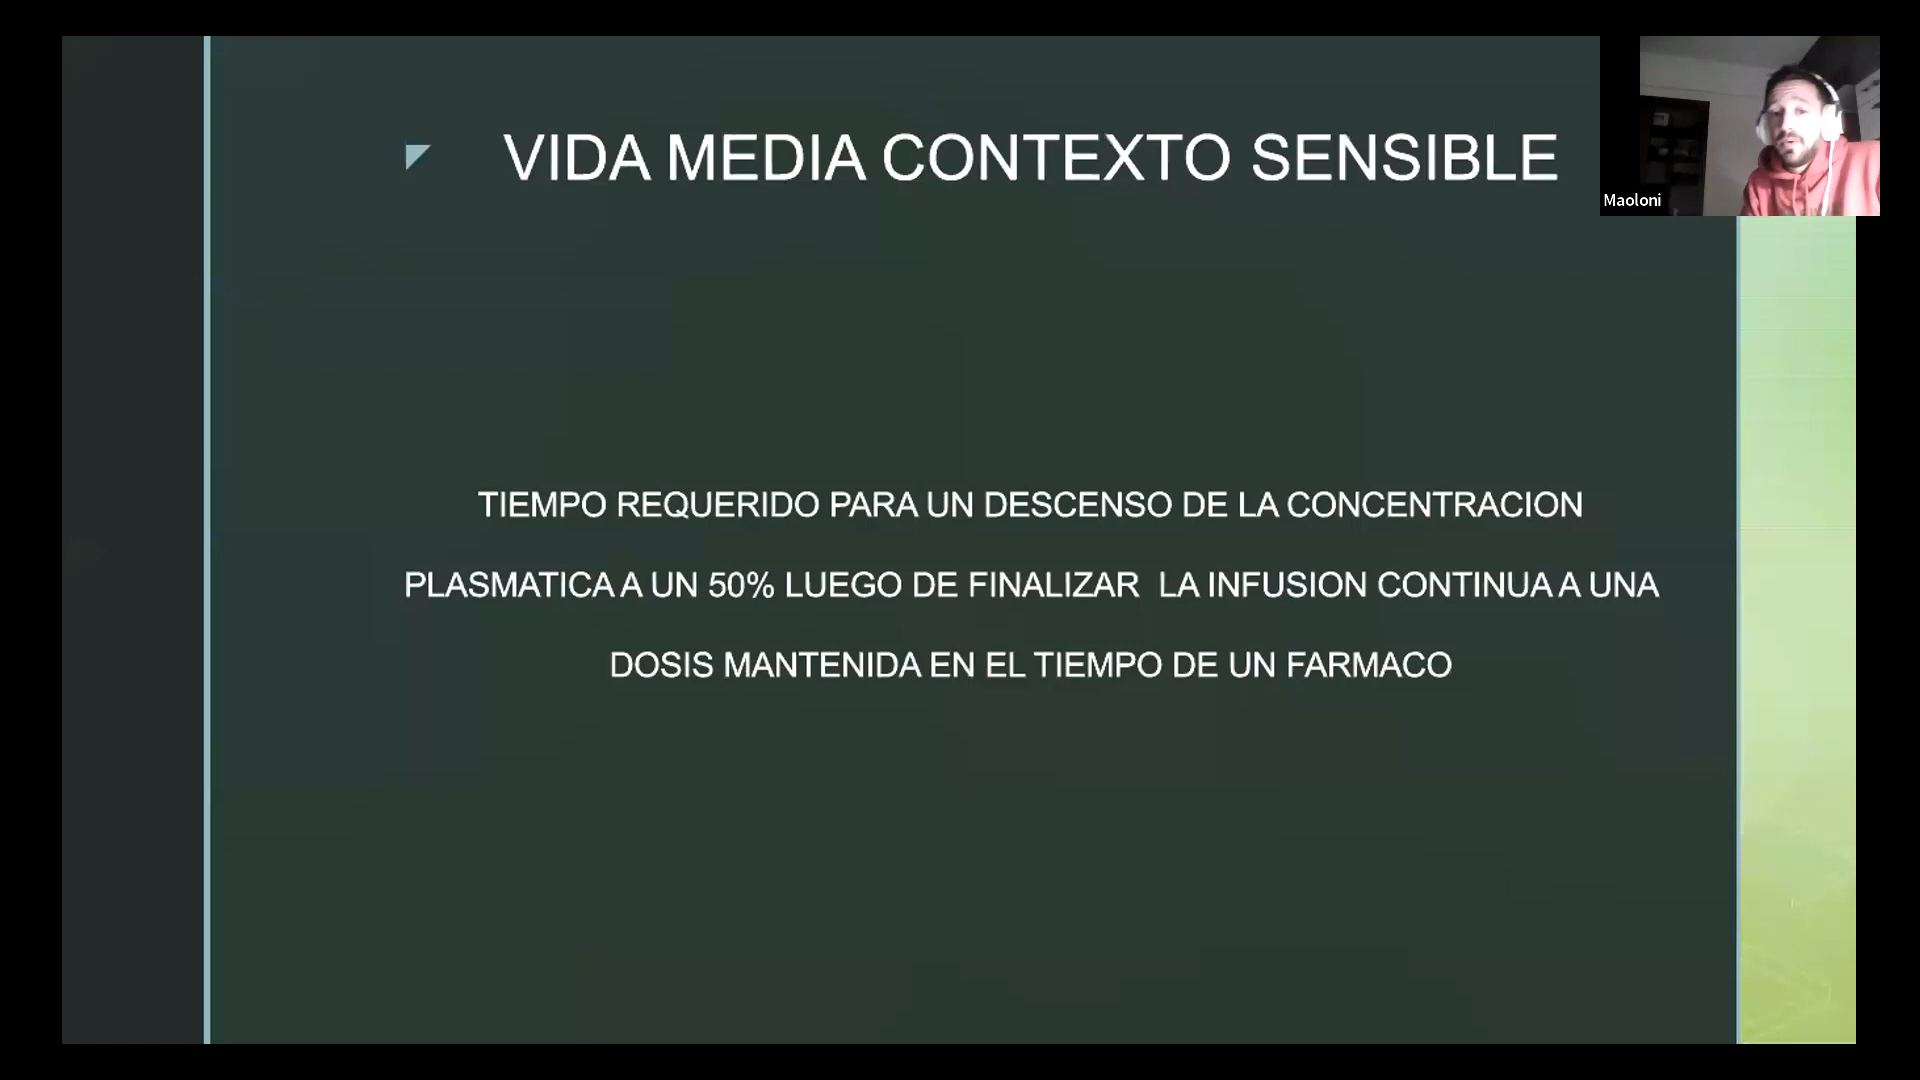 VIDA MEDIA CONTEXTO SENSIBLE
Maoloni
TIEMPO REQUERIDO PARA UN DESCENSO DE LA CONCENTRACION
PLASMATICA A UN 50% LUEGO DE FINALIZAR LA INFUSION CONTINUA A UNA
DOSIS MANTENIDA EN EL TIEMPO DE UN FARMACO